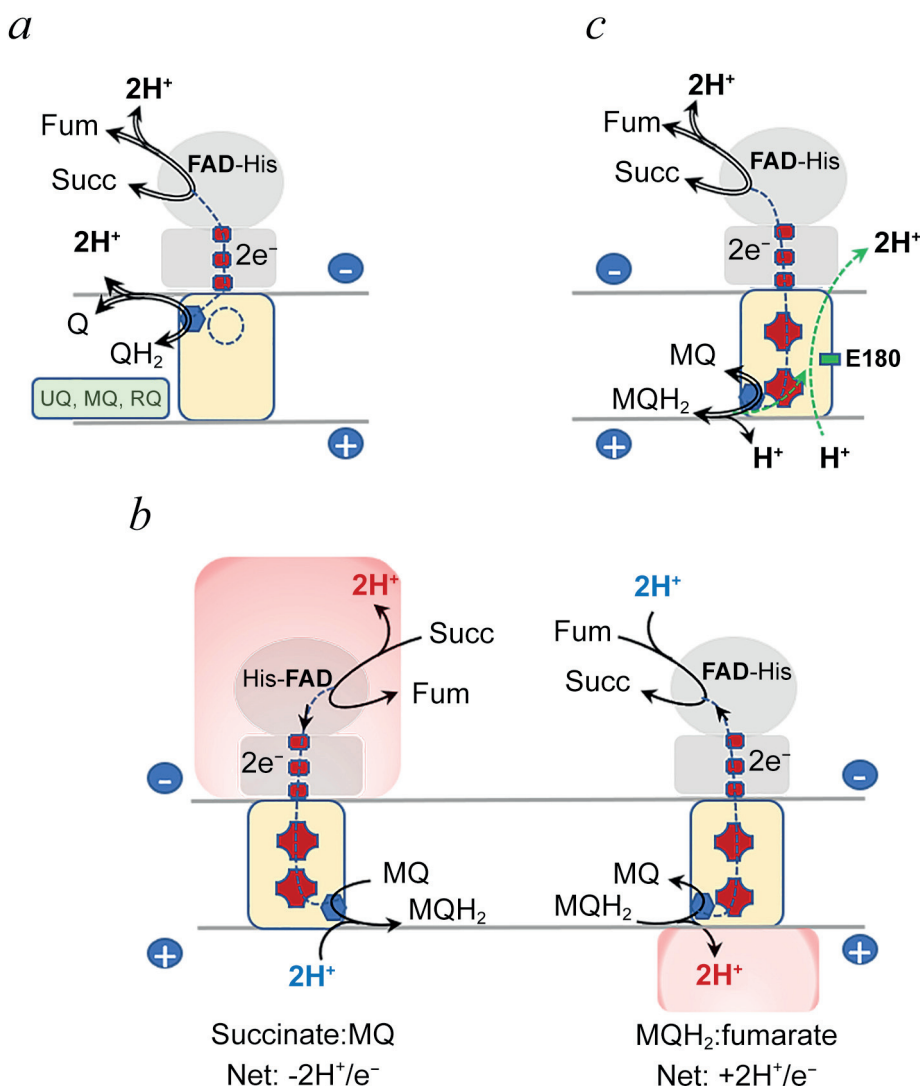 a
2H⁺
Fum
FAD-His
Succ
2H⁺
2e⁻
-
Q
QH₂
UQ, MQ, RQ
+
c
2H⁺
Fum
FAD-His
Succ
2e⁻
2H⁺
-
MQ
E180
MQH₂
+
H⁺
H⁺
b
2H⁺
Succ
His-FAD
Fum
2e⁻
-
MQ
MQH₂
+
2H⁺
Succinate:MQ
Net: -2H⁺/e⁻
2H⁺
Fum
FAD-His
Succ
2e⁻
-
MQ
MQH₂
+
2H⁺
MQH₂:fumarate
Net: +2H⁺/e⁻